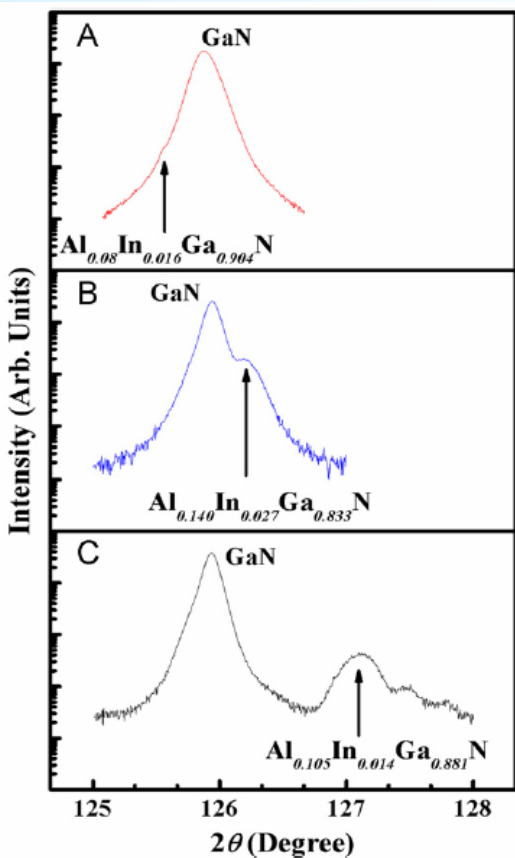 A
GaN
Al0.08In0.016Ga0.904N
B
GaN
Al0.140In0.027Ga0.833N
C
GaN
Al0.105In0.014Ga0.881N
125 126 127 128
2θ (Degree)
Intensity (Arb. Units)